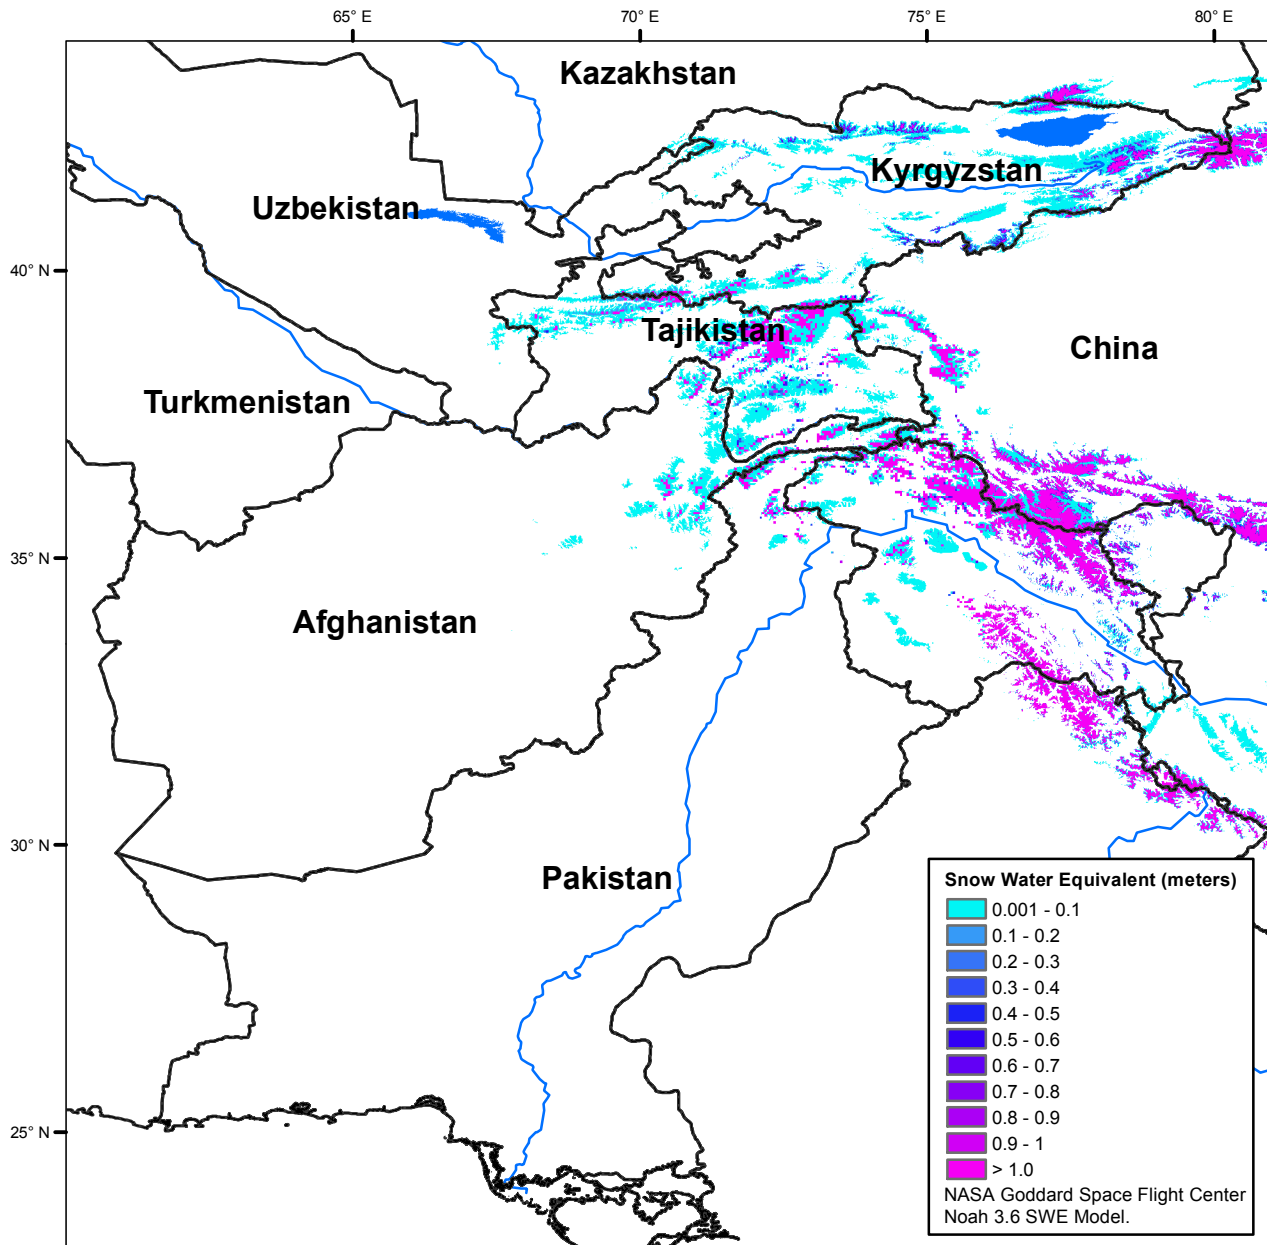 65° E
70° E
75° E
80° E
Kazakhstan
Kyrgyzstan
Uzbekistan
40° N
Tajikistan
China
Turkmenistan
35° N
Afghanistan
30° N
Pakistan
Snow Water Equivalent (meters)
0.001 - 0.1
0.1 - 0.2
0.2 - 0.3
0.3 - 0.4
0.4 - 0.5
0.5 - 0.6
0.6 - 0.7
0.7 - 0.8
0.8 - 0.9
0.9 - 1
> 1.0
NASA Goddard Space Flight Center
Noah 3.6 SWE Model.
25° N